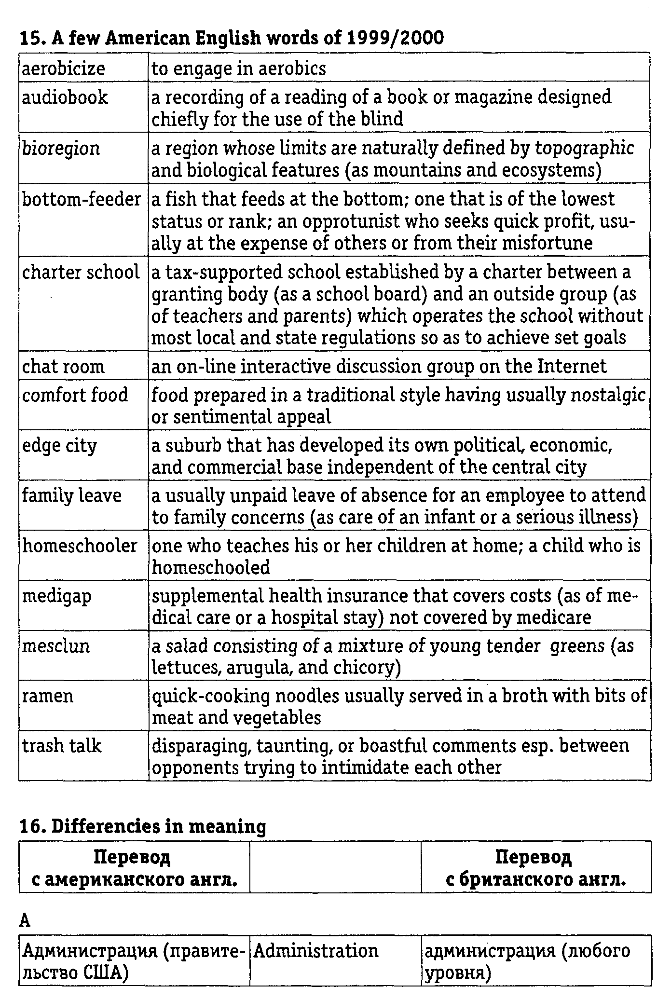 15. A few American English words of 1999/2000
aerobicize to engage in aerobics
audiobook a recording of a reading of a book or magazine designed
chiefly for the use of the blind
bioregion a region whose limits are naturally defined by topographic
and biological features (as mountains and ecosystems)
bottom-feeder a fish that feeds at the bottom; one that is of the lowest
status or rank; an opprotunist who seeks quick profit, usu-
ally at the expense of others or from their misfortune
charter school a tax-supported school established by a charter between a
granting body (as a school board) and an outside group (as
of teachers and parents) which operates the school without
most local and state regulations so as to achieve set goals
chat room an on-line interactive discussion group on the Internet
comfort food food prepared in a traditional style having usually nostalgic
or sentimental appeal
edge city a suburb that has developed its own political, economic,
and commercial base independent of the central city
family leave a usually unpaid leave of absence for an employee to attend
to family concerns (as care of an infant or a serious illness)
homeschooler one who teaches his or her children at home; a child who is
homeschooled
medigap supplemental health insurance that covers costs (as of me-
dical care or a hospital stay) not covered by medicare
mesclun a salad consisting of a mixture of young tender greens (as
lettuces, arugula, and chicory)
ramen quick-cooking noodles usually served in a broth with bits of
meat and vegetables
trash talk disparaging, taunting, or boastful comments esp. between
opponents trying to intimidate each other
16. Differencies in meaning
Перевод Перевод
с американского англ. с британского англ.
A
Администрация (правите- Administration администрация (любого
льство США) уровня)